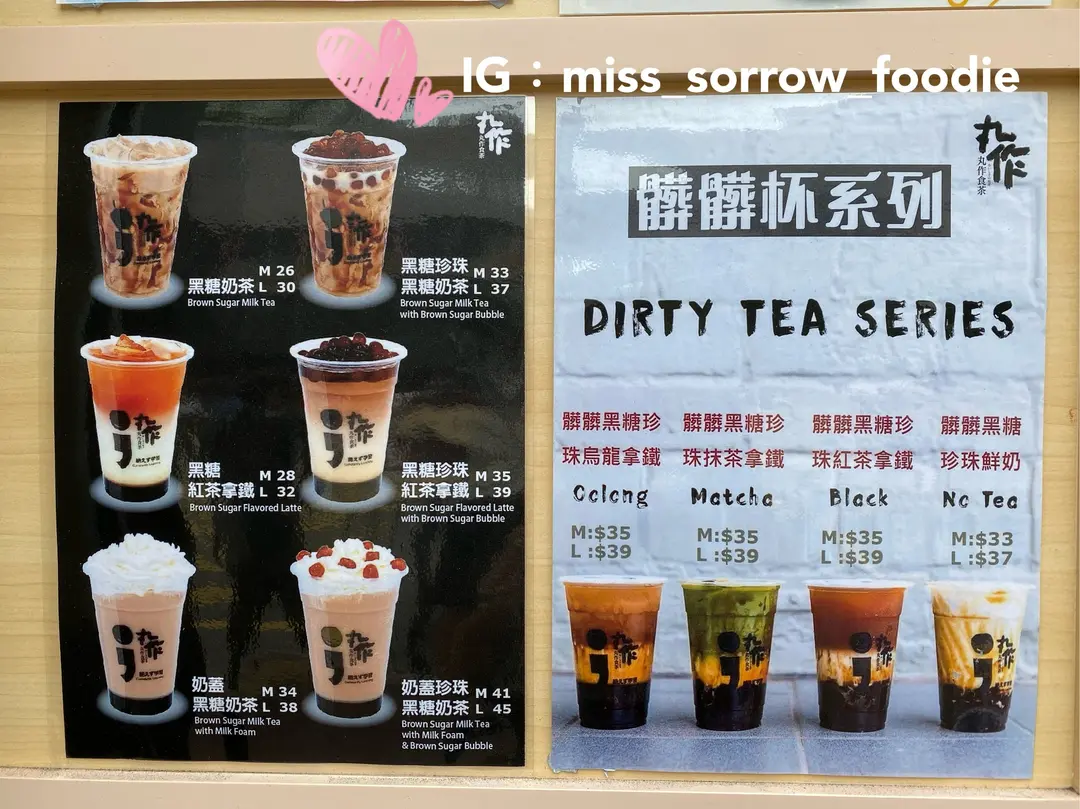 IG：miss_sorrow_foodie
丸作
丸作食茶
黑糖奶茶
M 26
L 30
Brown Sugar Milk Tea
黑糖珍珠
黑糖奶茶
M 33
L 37
Brown Sugar Milk Tea
with Brown Sugar Bubble
黑糖
紅茶拿鐵
M 28
L 32
Brown Sugar Flavored Latte
黑糖珍珠
紅茶拿鐵
M 35
L 39
Brown Sugar Flavored Latte
with Brown Sugar Bubble
奶蓋
黑糖奶茶
M 34
L 38
Brown Sugar Milk Tea
with Milk Foam
奶蓋珍珠
黑糖奶茶
M 41
L 45
Brown Sugar Milk Tea
with Milk Foam
& Brown Sugar Bubble
丸作
丸作食茶
髒髒杯系列
DIRTY TEA SERIES
髒髒黑糖珍
珠烏龍拿鐵
Oolong
M:$35
L :$39
髒髒黑糖珍
珠抹茶拿鐵
Matcha
M:$35
L :$39
髒髒黑糖珍
珠紅茶拿鐵
Black
M:$35
L :$39
髒髒黑糖
珍珠鮮奶
No Tea
M:$33
L :$37